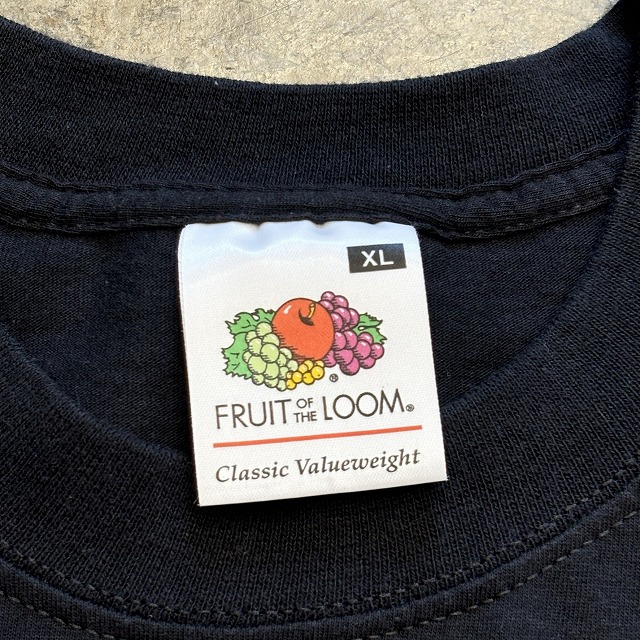 XL
FRUIT OF THE LOOM®
Classic Valueweight